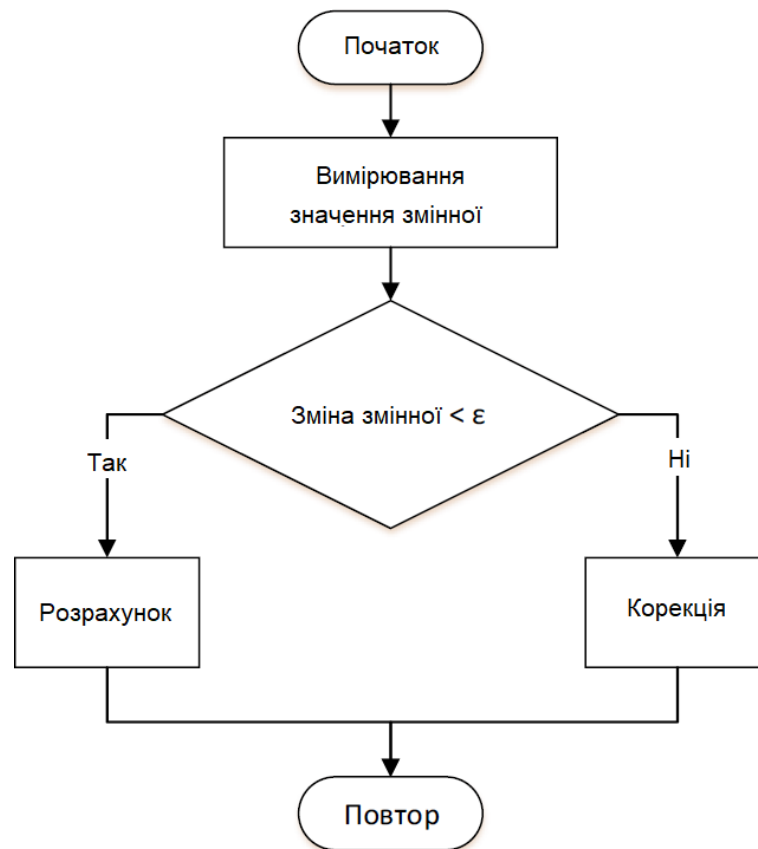 Початок
Вимірювання
значення змінної
Зміна змінної < ε
Так
Ні
Розрахунок
Корекція
Повтор